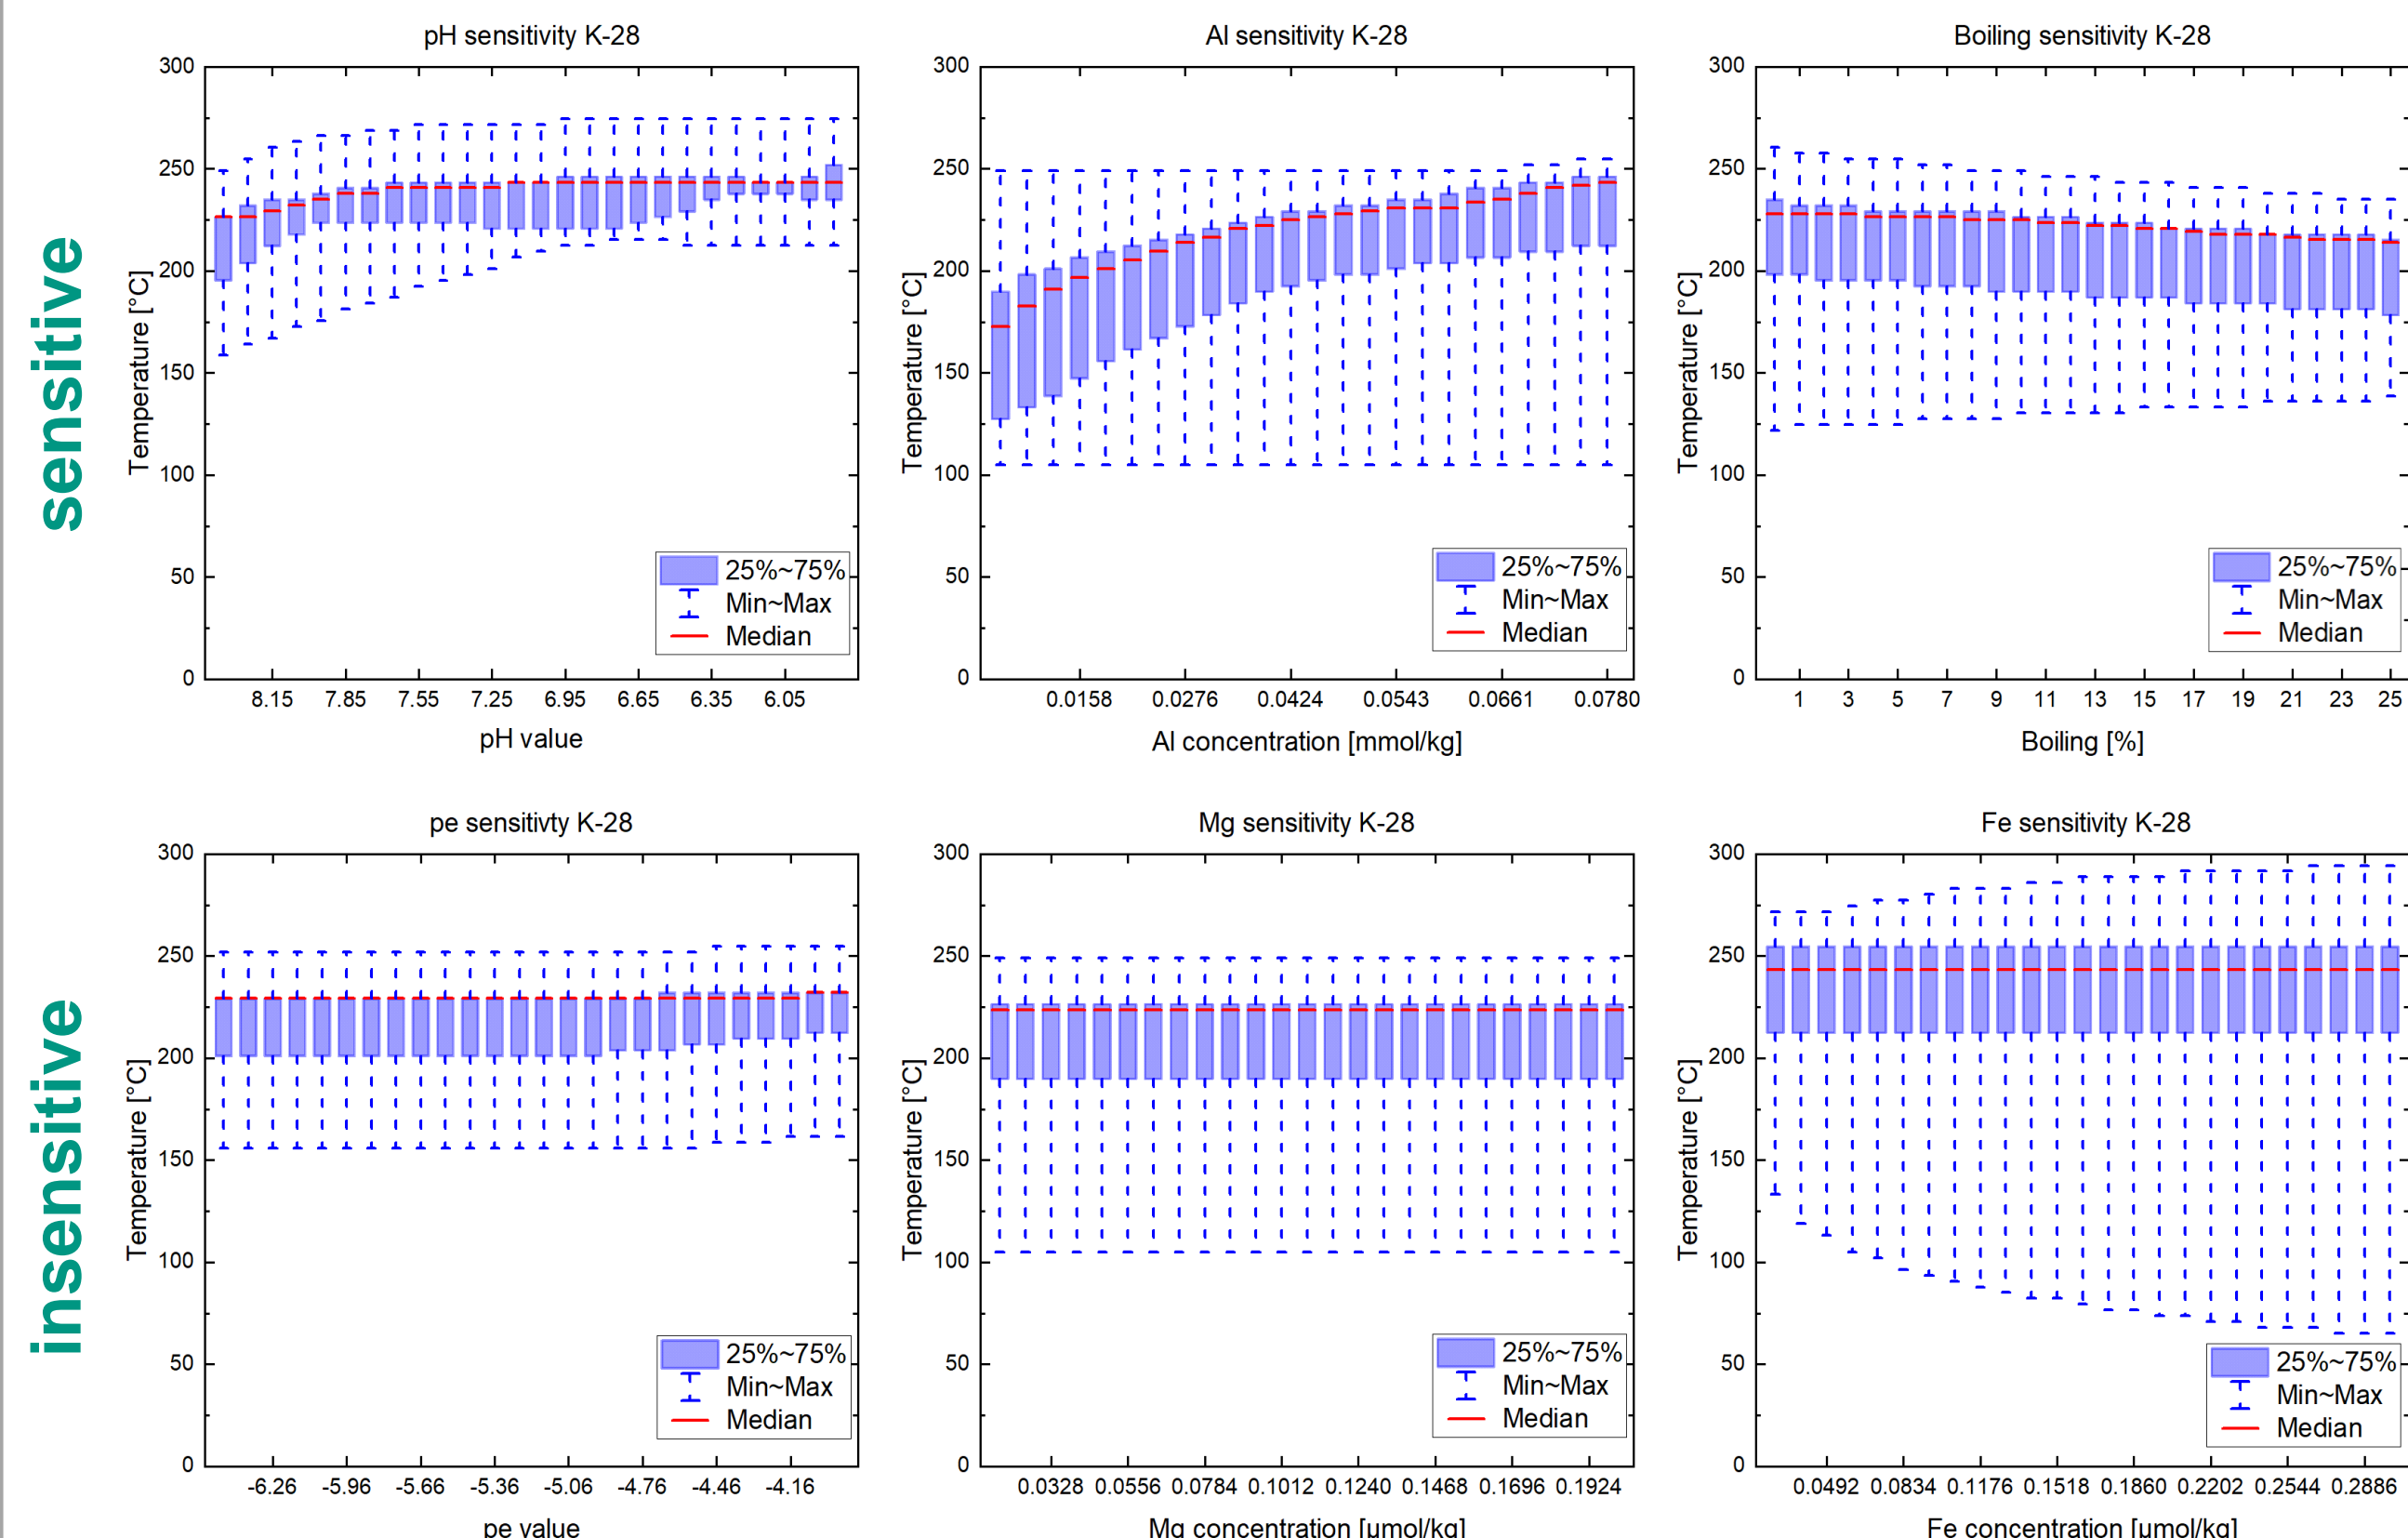 sensitive
pH sensitivity K-28
300
250
200
150
100
50
0
Temperature [°C]
25%~75%
Min~Max
Median
8.15 7.85 7.55 7.25 6.95 6.65 6.35 6.05
pH value
Al sensitivity K-28
300
250
200
150
100
50
0
Temperature [°C]
25%~75%
Min~Max
Median
0.0158 0.0276 0.0424 0.0543 0.0661 0.0780
Al concentration [mmol/kg]
Boiling sensitivity K-28
300
250
200
150
100
50
0
Temperature [°C]
25%~75%
Min~Max
Median
1 3 5 7 9 11 13 15 17 19 21 23 25
Boiling [%]
insensitive
pe sensitivty K-28
300
250
200
150
100
50
0
Temperature [°C]
25%~75%
Min~Max
Median
-6.26 -5.96 -5.66 -5.36 -5.06 -4.76 -4.46 -4.16
pe value
Mg sensitivity K-28
300
250
200
150
100
50
0
Temperature [°C]
25%~75%
Min~Max
Median
0.0328 0.0556 0.0784 0.1012 0.1240 0.1468 0.1696 0.1924
Mg concentration [µmol/kg]
Fe sensitivity K-28
300
250
200
150
100
50
0
Temperature [°C]
25%~75%
Min~Max
Median
0.0492 0.0834 0.1176 0.1518 0.1860 0.2202 0.2544 0.2886
Fe concentration [µmol/kg]